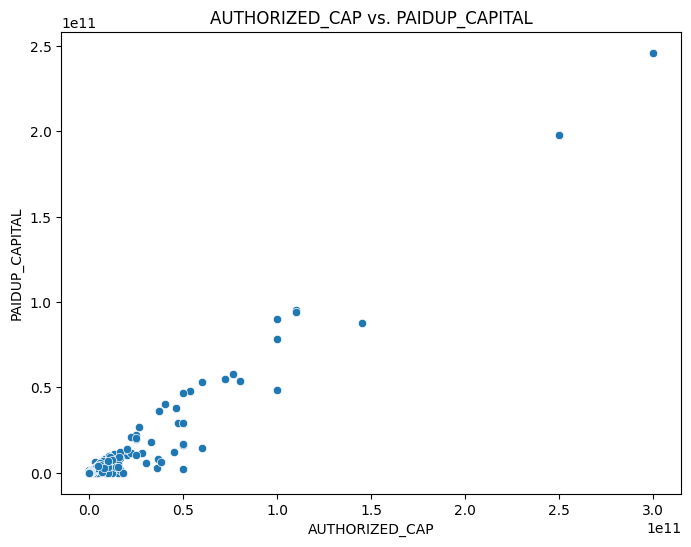 AUTHORIZED_CAP vs. PAIDUP_CAPITAL
1e11
2.5
2.0
1.5
1.0
0.5
0.0
PAIDUP_CAPITAL
0.0 0.5 1.0 1.5 2.0 2.5 3.0
1e11
AUTHORIZED_CAP